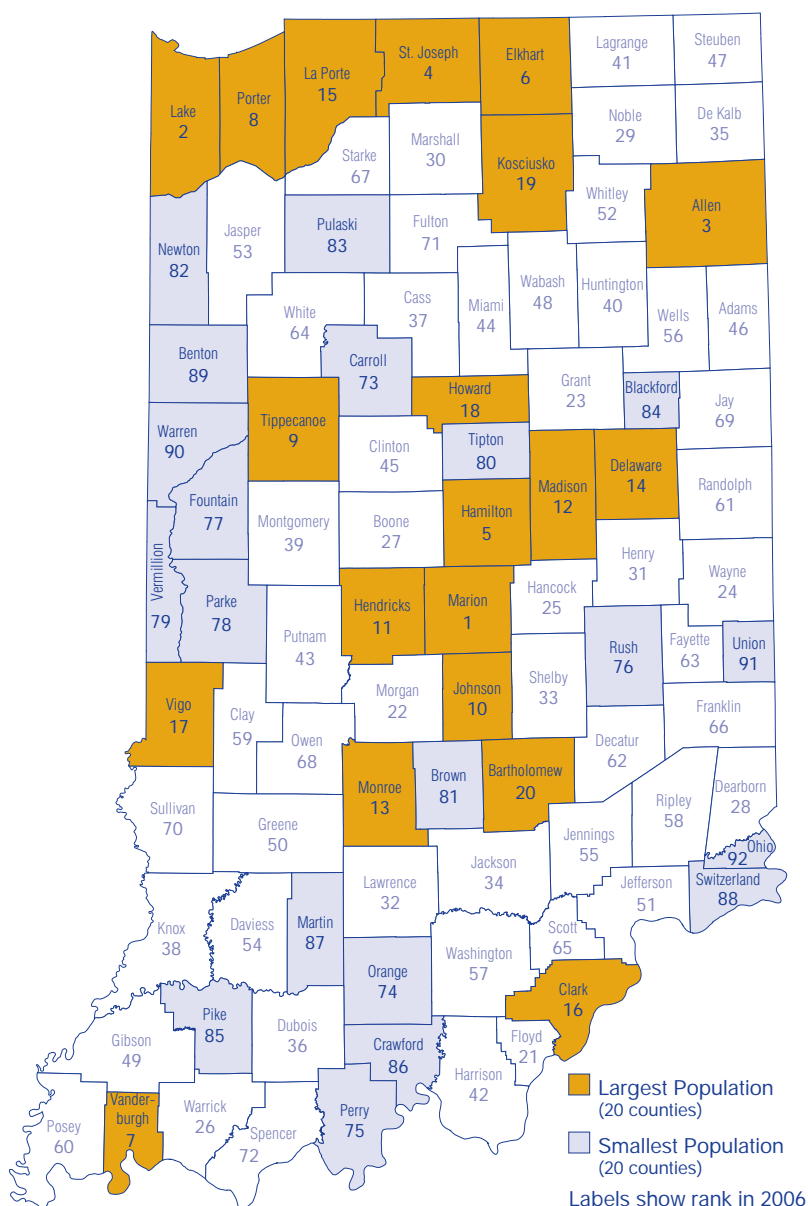 Lake
2
Porter
8
La Porte
15
St. Joseph
4
Elkhart
6
Lagrange
41
Steuben
47
Noble
29
De Kalb
35
Starke
67
Marshall
30
Kosciusko
19
Whitley
52
Allen
3
Newton
82
Jasper
53
Pulaski
83
Fulton
71
White
64
Cass
37
Miami
44
Wabash
48
Huntington
40
Wells
56
Adams
46
Benton
89
Carroll
73
Howard
18
Grant
23
Blackford
84
Jay
69
Warren
90
Tippecanoe
9
Clinton
45
Tipton
80
Madison
12
Delaware
14
Randolph
61
Fountain
77
Montgomery
39
Boone
27
Hamilton
5
Henry
31
Wayne
24
Vermillion
79
Parke
78
Putnam
43
Hendricks
11
Marion
1
Hancock
25
Rush
76
Fayette
63
Union
91
Vigo
17
Clay
59
Owen
68
Morgan
22
Johnson
10
Shelby
33
Decatur
62
Franklin
66
Sullivan
70
Greene
50
Monroe
13
Brown
81
Bartholomew
20
Jennings
55
Ripley
58
Dearborn
28
Ohio
92
Switzerland
88
Knox
38
Daviess
54
Martin
87
Lawrence
32
Jackson
34
Jefferson
51
Scott
65
Washington
57
Orange
74
Clark
16
Gibson
49
Pike
85
Dubois
36
Crawford
86
Floyd
21
Harrison
42
Posey
60
Vander-
burgh
7
Warrick
26
Spencer
72
Perry
75
Largest Population
(20 counties)
Smallest Population
(20 counties)
Labels show rank in 2006